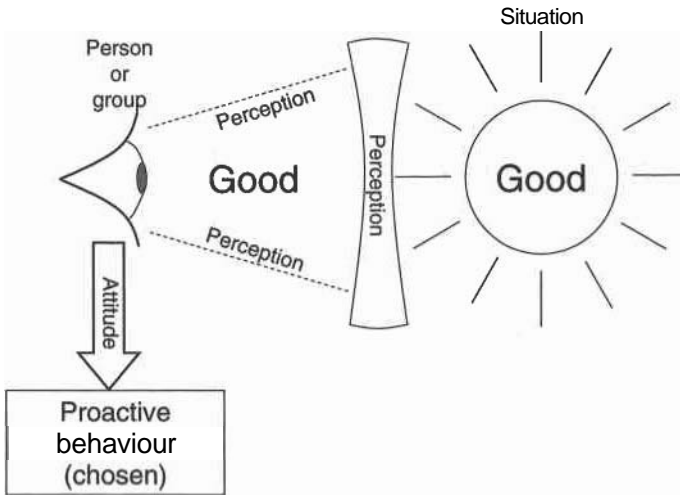 Situation
Person
or
group
Perception
Perception
Good
Good
Perception
Attitude
Proactive
behaviour
(chosen)